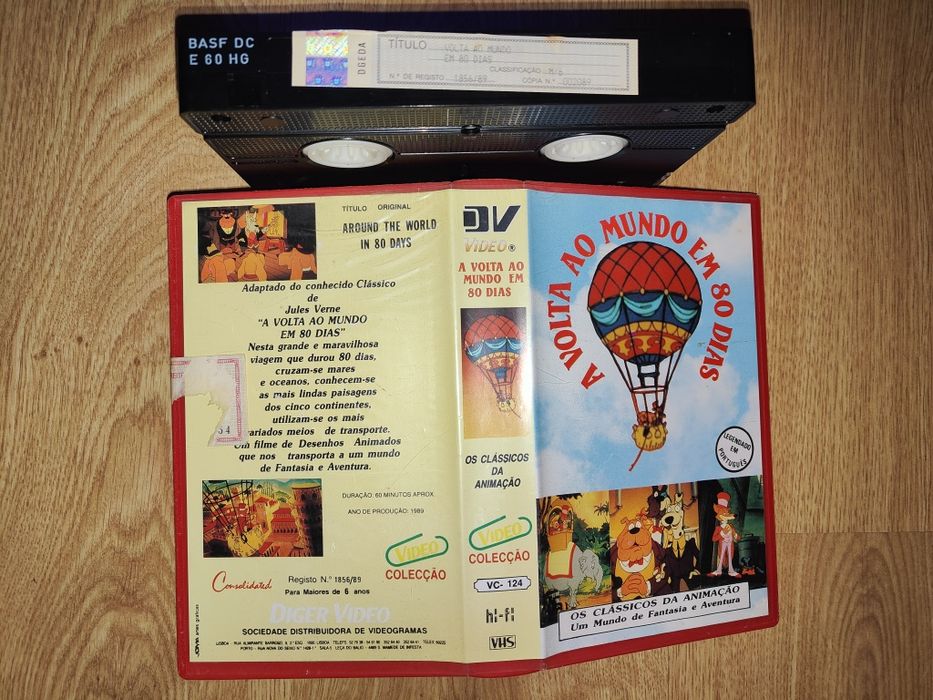 BASF DC
E 60 HG
DGEDA
TÍTULO VOLTA AO MUNDO
EM 80 DIAS
CLASSIFICAÇÃO M/6
N.º DE REGISTO 1856/89 CÓPIA N.º
TÍTULO ORIGINAL
AROUND THE WORLD
IN 80 DAYS
Adaptado do conhecido Clássico
de
Jules Verne
"A VOLTA AO MUNDO
EM 80 DIAS"
Nesta grande e maravilhosa
viagem que durou 80 dias,
cruzam-se mares
e oceanos, conhecem-se
as mais lindas paisagens
dos cinco continentes,
utilizam-se os mais
variados meios de transporte.
Um filme de Desenhos Animados
que nos transporta a um mundo
de Fantasia e Aventura.
DURAÇÃO: 60 MINUTOS APROX.
ANO DE PRODUÇÃO: 1989
VIDEO
COLECÇÃO
Consolidated
Registo N.º 1856/89
Para Maiores de 6 anos
DIGER VIDEO
SOCIEDADE DISTRIBUIDORA DE VIDEOGRAMAS
DV
VIDEO ®
A VOLTA AO
MUNDO EM
80 DIAS
OS CLÁSSICOS
DA
ANIMAÇÃO
VIDEO
COLECÇÃO
VC- 124
hi-fi
VHS
A VOLTA AO MUNDO EM 80 DIAS
LEGENDADO
EM
PORTUGUÊS
OS CLÁSSICOS DA ANIMAÇÃO
Um Mundo de Fantasia e Aventura